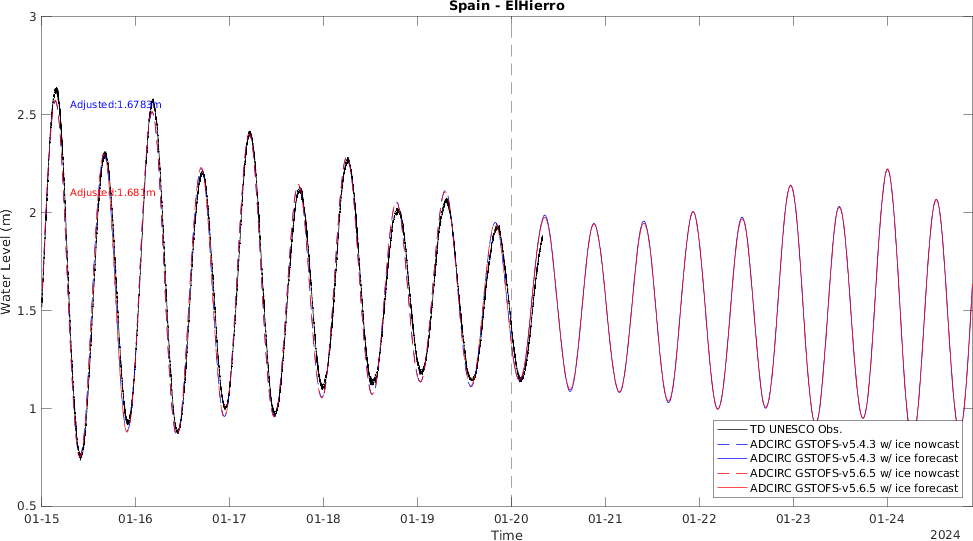 Spain - ElHierro
3
2.5
2
1.5
1
0.5
Water Level (m)
Adjusted:1.6783m
Adjusted:1.681m
TD UNESCO Obs.
ADCIRC GSTOFS-v5.4.3 w/ ice nowcast
ADCIRC GSTOFS-v5.4.3 w/ ice forecast
ADCIRC GSTOFS-v5.6.5 w/ ice nowcast
ADCIRC GSTOFS-v5.6.5 w/ ice forecast
01-15 01-16 01-17 01-18 01-19 01-20 01-21 01-22 01-23 01-24
Time
2024